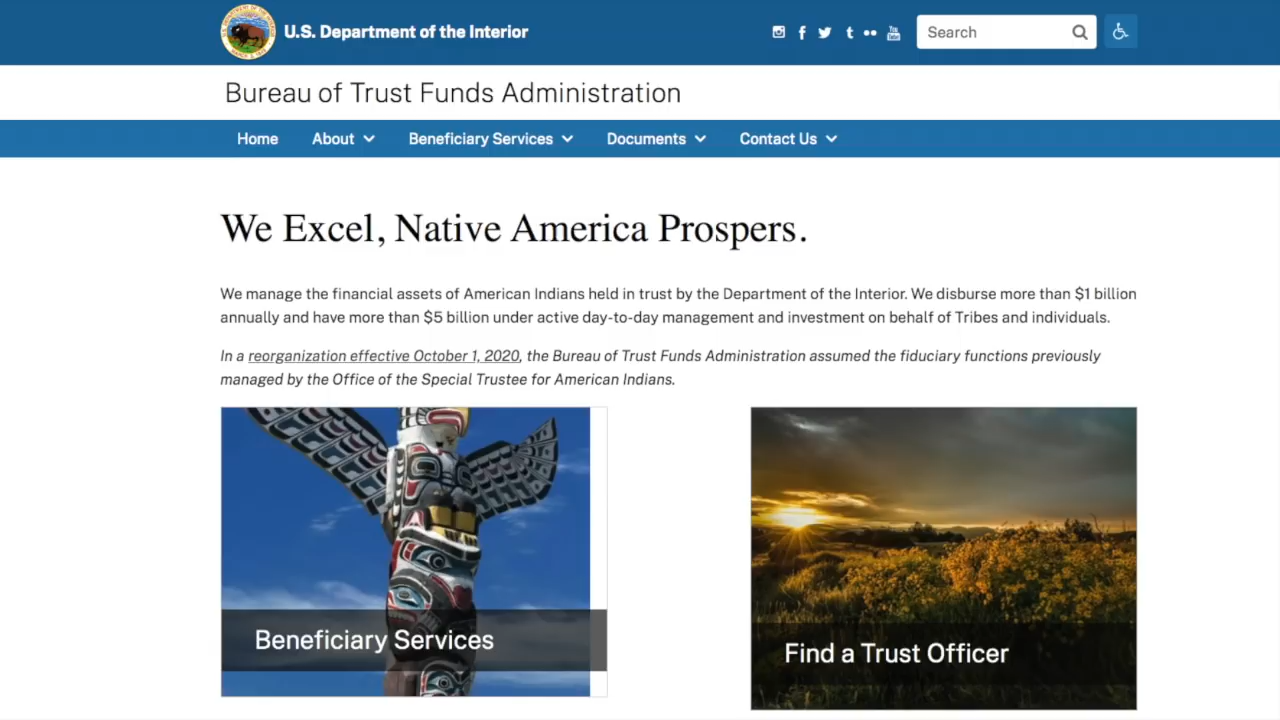 U.S. Department of the Interior
Search
Bureau of Trust Funds Administration
Home About Beneficiary Services Documents Contact Us
We Excel, Native America Prospers.
We manage the financial assets of American Indians held in trust by the Department of the Interior. We disburse more than $1 billion
annually and have more than $5 billion under active day-to-day management and investment on behalf of Tribes and individuals.
In a reorganization effective October 1, 2020, the Bureau of Trust Funds Administration assumed the fiduciary functions previously
managed by the Office of the Special Trustee for American Indians.
Beneficiary Services
Find a Trust Officer